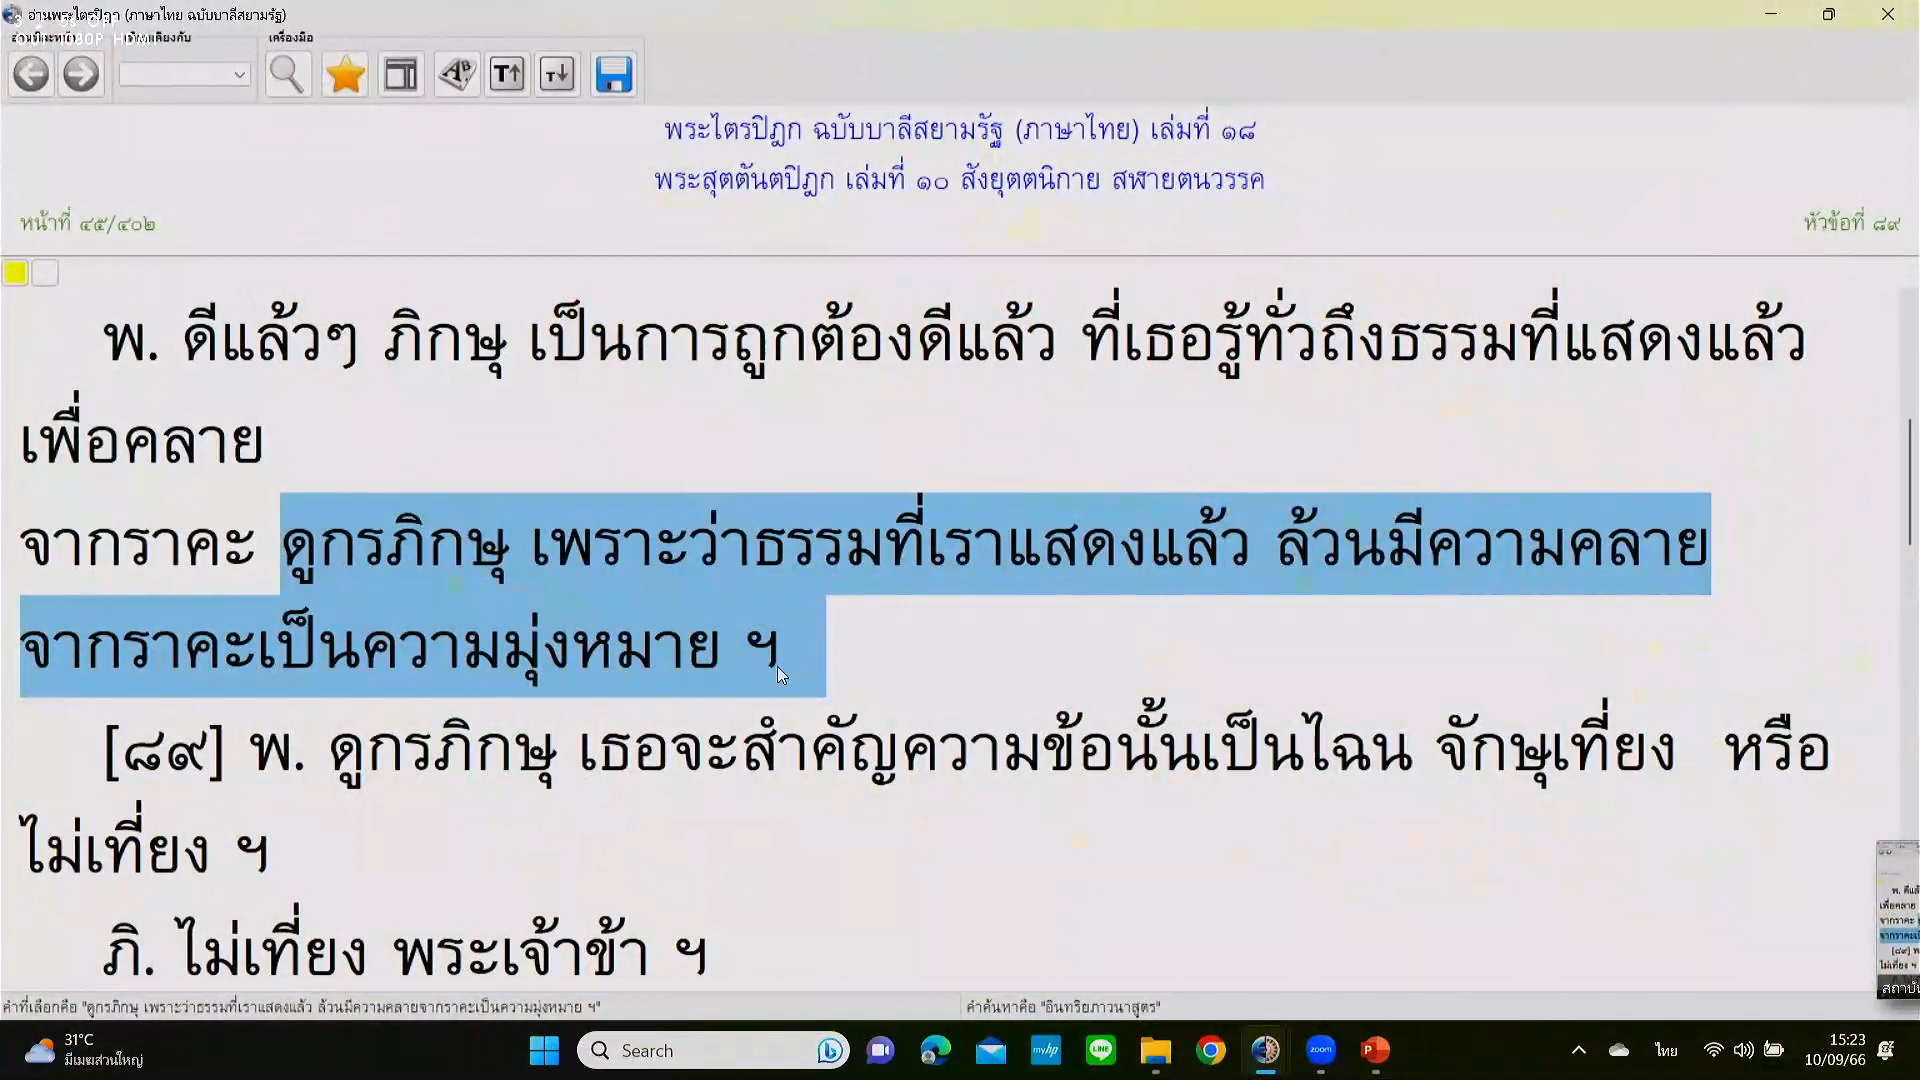 อ่านพระไตรปิฎก (ภาษาไทย ฉบับบาลีสยามรัฐ)
OUT 1080P HDMI
เครื่องมือ
พระไตรปิฎก ฉบับบาลีสยามรัฐ (ภาษาไทย) เล่มที่ ๑๘
พระสุตตันตปิฎก เล่มที่ ๑๐ สังยุตตนิกาย สฬายตนวรรค
หน้าที่ ๔๕/๔๐๒
หัวข้อที่ ๘๙
พ. ดีแล้วๆ ภิกษุ เป็นการถูกต้องดีแล้ว ที่เธอรู้ทั่วถึงธรรมที่แสดงแล้ว
เพื่อคลาย
จากราคะ ดูกรภิกษุ เพราะว่าธรรมที่เราแสดงแล้ว ล้วนมีความคลาย
จากราคะเป็นความมุ่งหมาย ฯ
[๘๙] พ. ดูกรภิกษุ เธอจะสำคัญความข้อนั้นเป็นไฉน จักษุเที่ยง หรือ
ไม่เที่ยง ฯ
ภิ. ไม่เที่ยง พระเจ้าข้า ฯ
คำที่เลือกคือ "ดูกรภิกษุ เพราะว่าธรรมที่เราแสดงแล้ว ล้วนมีความคลายจากราคะเป็นความมุ่งหมาย ฯ"
คำค้นหาคือ "อินทริยภาวนาสูตร"
31°C
มีเมฆส่วนใหญ่
Search
myhp
LINE
zoom
ไทย
15:23
10/09/66